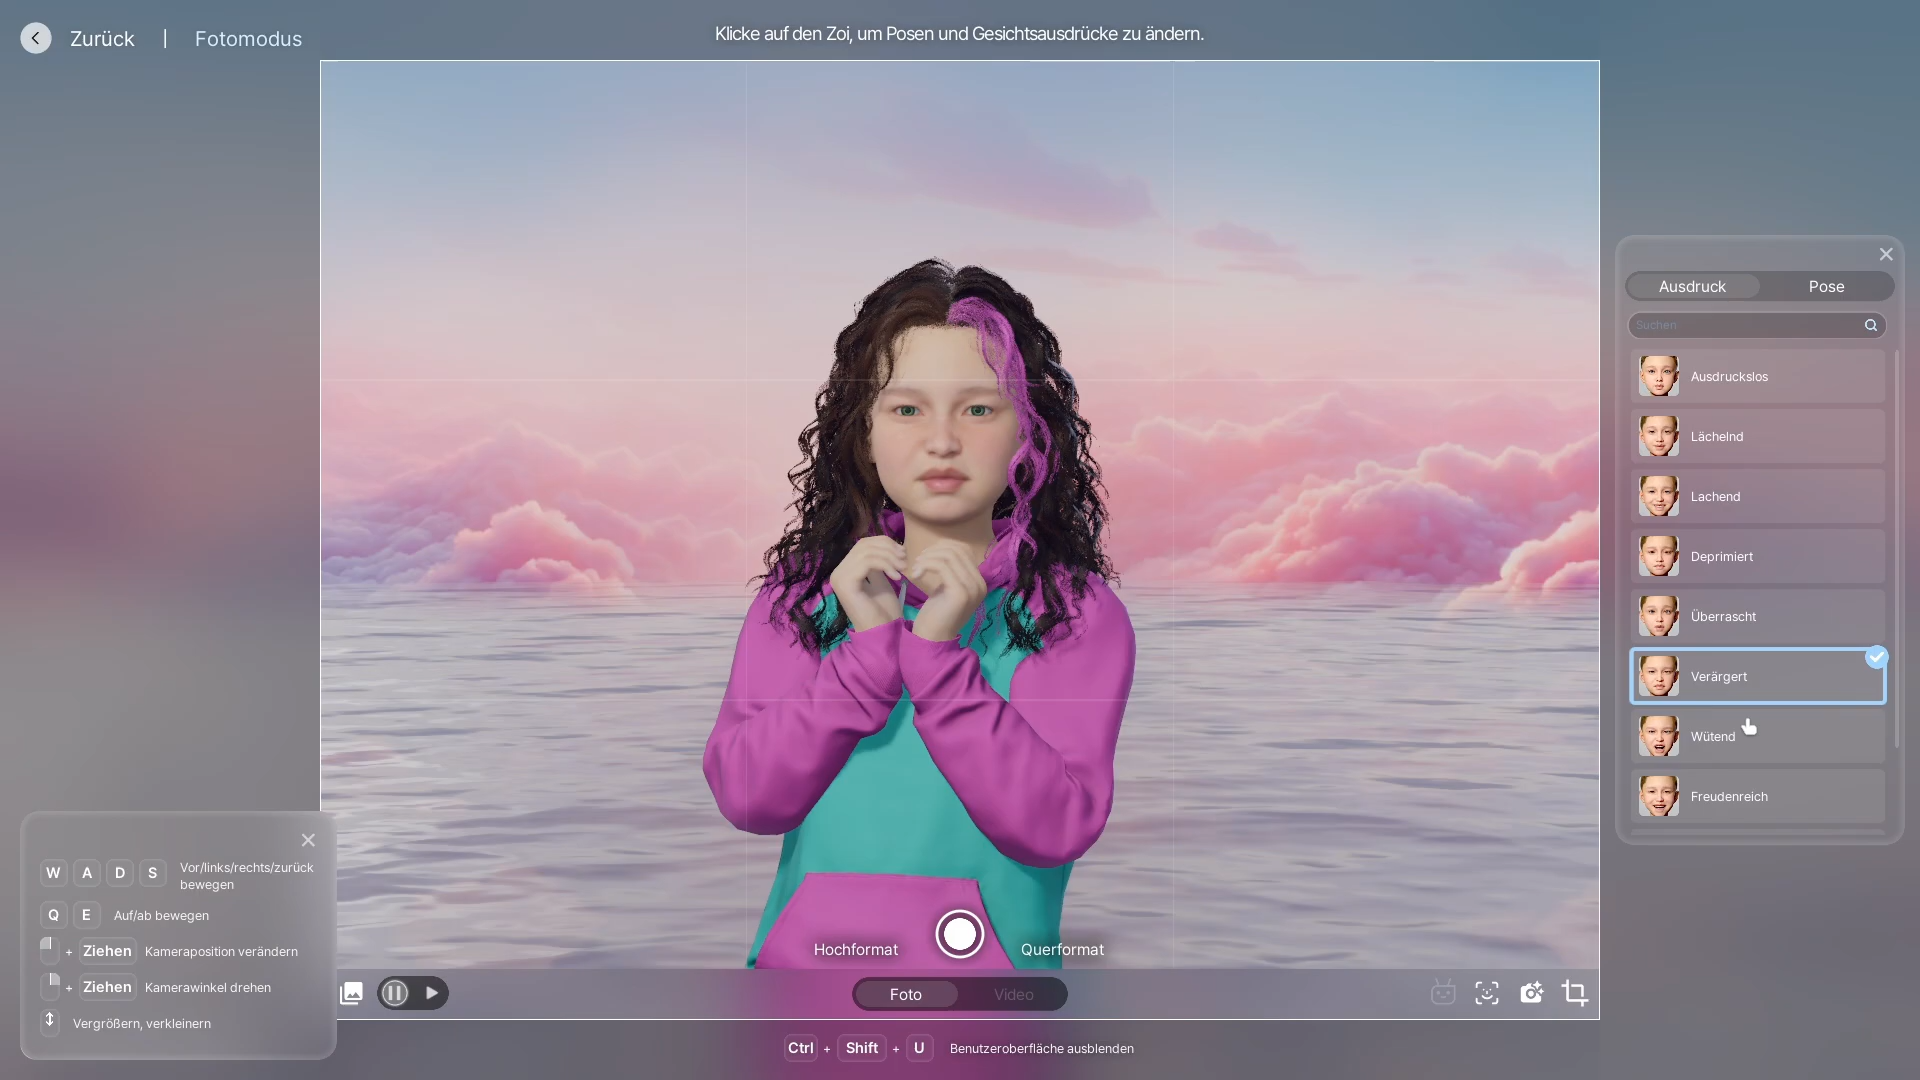 Zurück | Fotomodus
Klicke auf den Zoi, um Posen und Gesichtsausdrücke zu ändern.
Ausdruck Pose
Suchen
Ausdruckslos
Lächelnd
Lachend
Deprimiert
Überrascht
Verärgert
Wütend
Freudenreich
W A D S Vor/links/rechts/zurück
bewegen
Q E Auf/ab bewegen
+ Ziehen Kameraposition verändern
+ Ziehen Kamerawinkel drehen
Vergrößern, verkleinern
Hochformat Querformat
Foto Video
Ctrl + Shift + U Benutzeroberfläche ausblenden